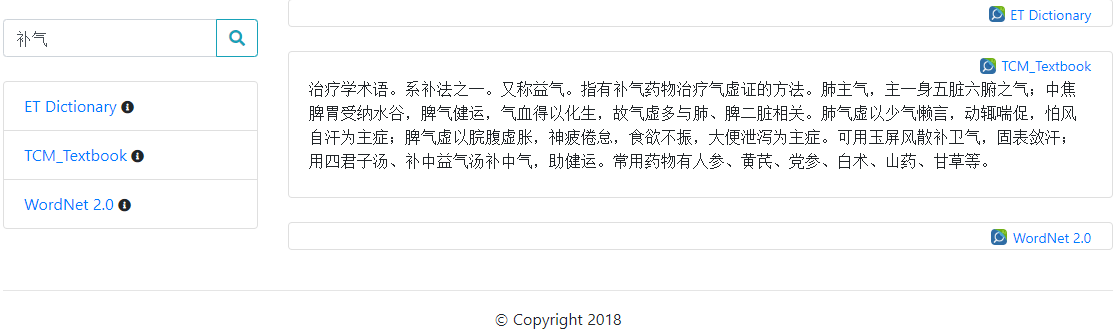 补气
ET Dictionary
TCM_Textbook
WordNet 2.0
ET Dictionary
TCM_Textbook
治疗学术语。系补法之一。又称益气。指有补气药物治疗气虚证的方法。肺主气，主一身五脏六腑之气；中焦
脾胃受纳水谷，脾气健运，气血得以化生，故气虚多与肺、脾二脏相关。肺气虚以少气懒言，动辄喘促，怕风
自汗为主症；脾气虚以脘腹虚胀，神疲倦怠，食欲不振，大便泄泻为主症。可用玉屏风散补卫气，固表敛汗；
用四君子汤、补中益气汤补中气，助健运。常用药物有人参、黄芪、党参、白术、山药、甘草等。
WordNet 2.0
© Copyright 2018